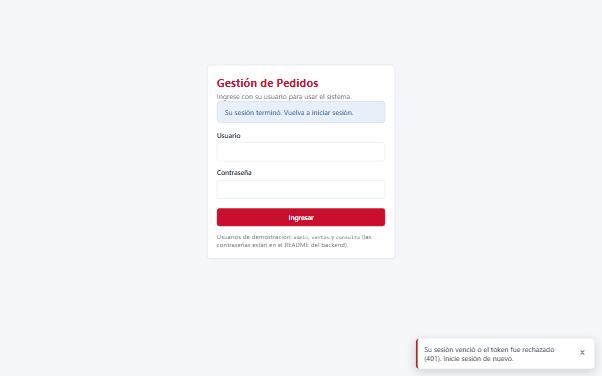 Gestión de Pedidos
Ingrese con su usuario para usar el sistema.
Su sesión terminó. Vuelva a iniciar sesión.
Usuario
Contraseña
Ingresar
Usuarios de demostración: admin, ventas y consulta (las
contraseñas están en el README del backend).
Su sesión venció o el token fue rechazado
(401). Inicie sesión de nuevo.
×